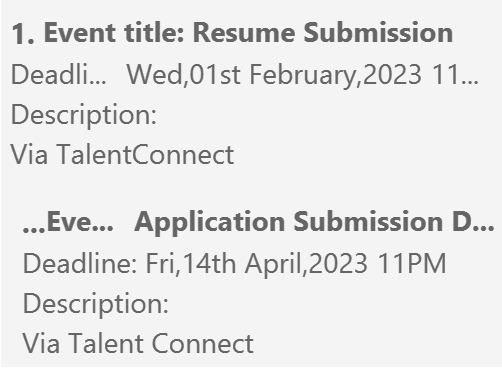 1. Event title: Resume Submission
Deadli... Wed,01st February,2023 11...
Description:
Via TalentConnect
...Eve... Application Submission D...
Deadline: Fri,14th April,2023 11PM
Description:
Via Talent Connect